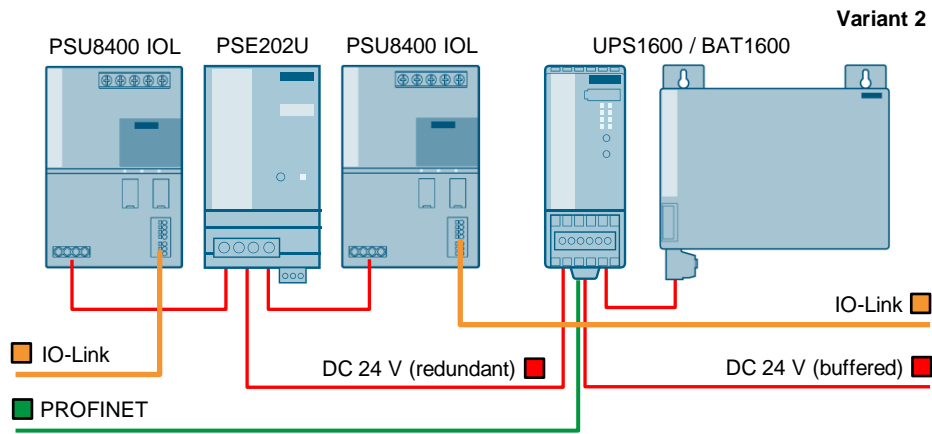 Variant 2
PSU8400 IOL
PSE202U
PSU8400 IOL
UPS1600 / BAT1600
IO-Link
IO-Link
DC 24 V (redundant)
DC 24 V (buffered)
PROFINET